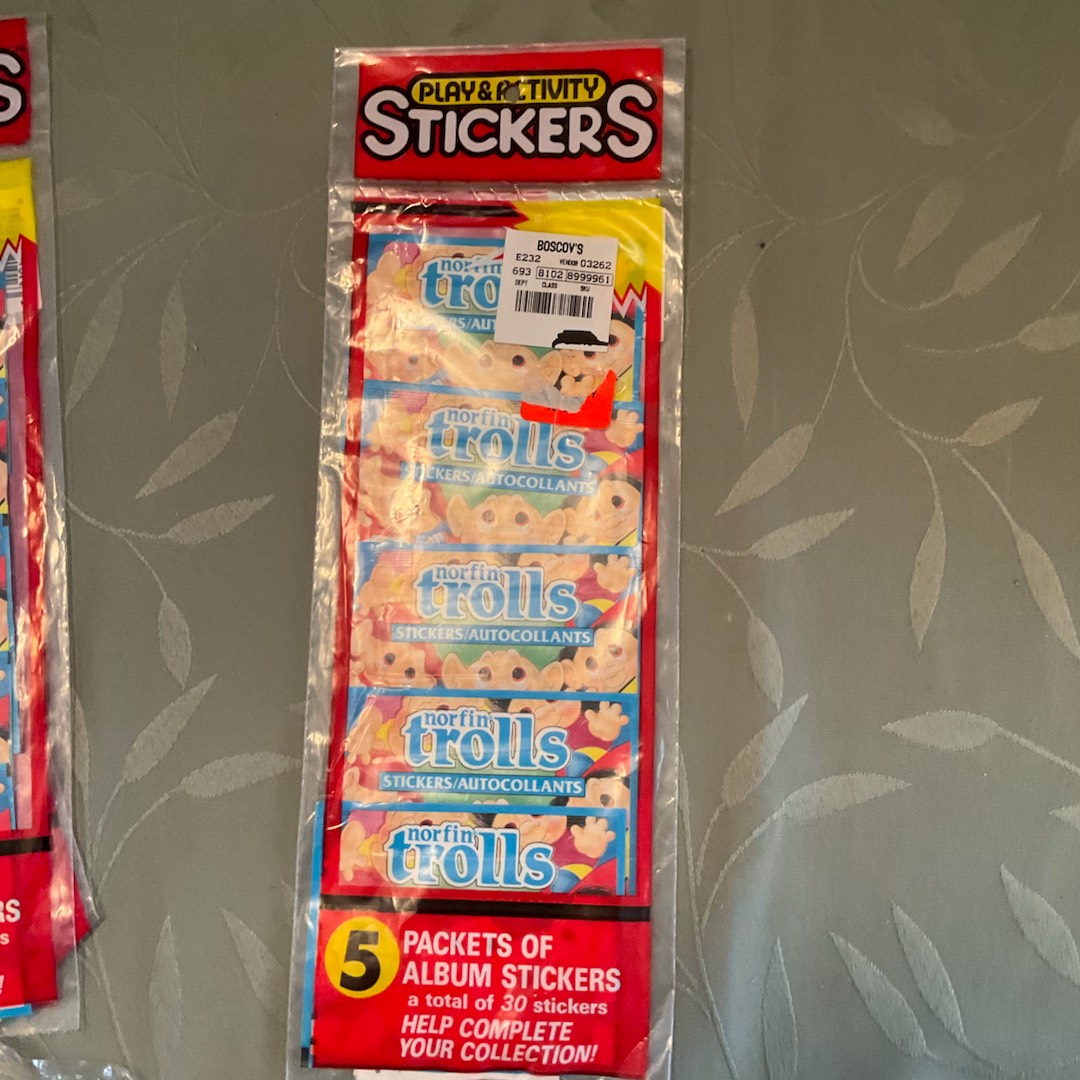 PLAY & ACTIVITY
STICKERS
BOSCOV'S
E232 VENDOR 03262
693 8102 8999961
DEPT CLASS SKU
norfin
trolls
STICKERS/AUTOCOLLANTS
norfin
trolls
STICKERS/AUTOCOLLANTS
norfin
trolls
STICKERS/AUTOCOLLANTS
norfin
trolls
5 PACKETS OF
ALBUM STICKERS
a total of 30 stickers
HELP COMPLETE
YOUR COLLECTION!